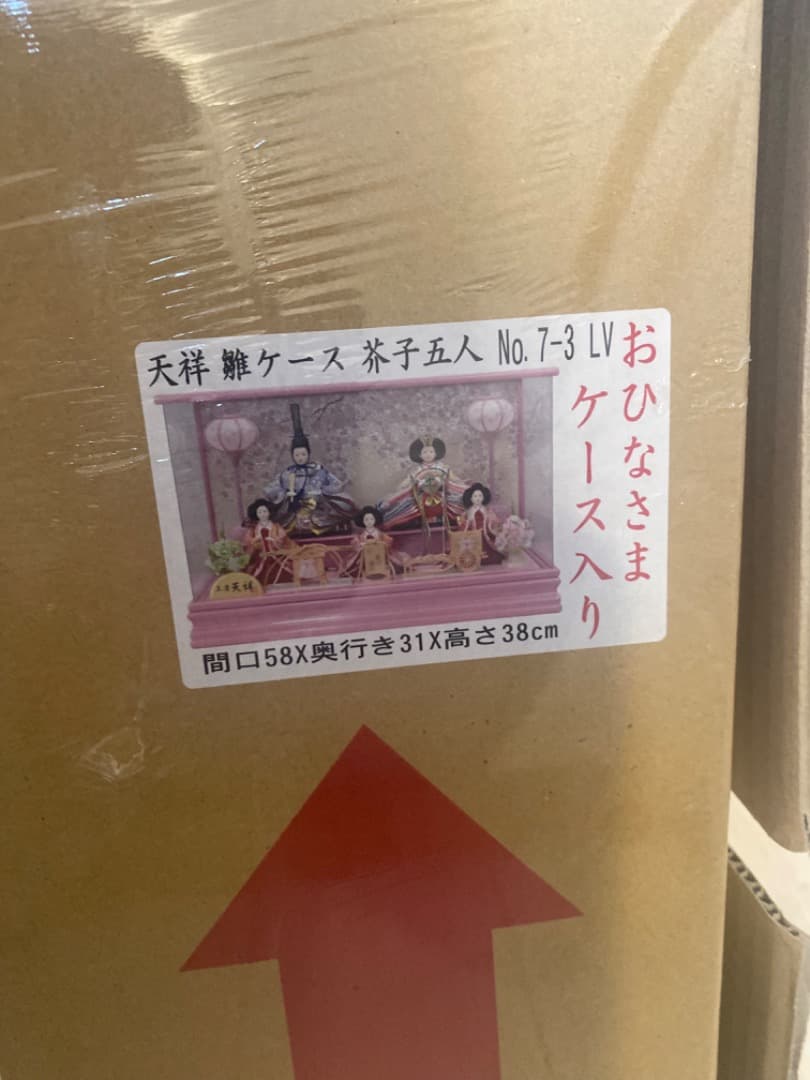 天祥 雛ケース 芥子五人 No.7-3 LV
おひなさま
ケース入り
天祥
間口58X奥行き31X高さ38cm